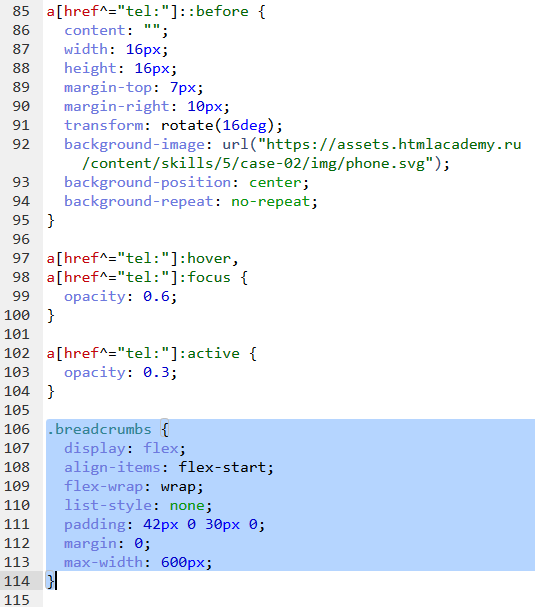 85 a[href^="tel:"]::before {
86 content: "";
87 width: 16px;
88 height: 16px;
89 margin-top: 7px;
90 margin-right: 10px;
91 transform: rotate(16deg);
92 background-image: url("https://assets.htmlacademy.ru
/content/skills/5/case-02/img/phone.svg");
93 background-position: center;
94 background-repeat: no-repeat;
95 }
96
97 a[href^="tel:"]:hover,
98 a[href^="tel:"]:focus {
99 opacity: 0.6;
100 }
101
102 a[href^="tel:"]:active {
103 opacity: 0.3;
104 }
105
106 .breadcrumbs {
107 display: flex;
108 align-items: flex-start;
109 flex-wrap: wrap;
110 list-style: none;
111 padding: 42px 0 30px 0;
112 margin: 0;
113 max-width: 600px;
114 }
115